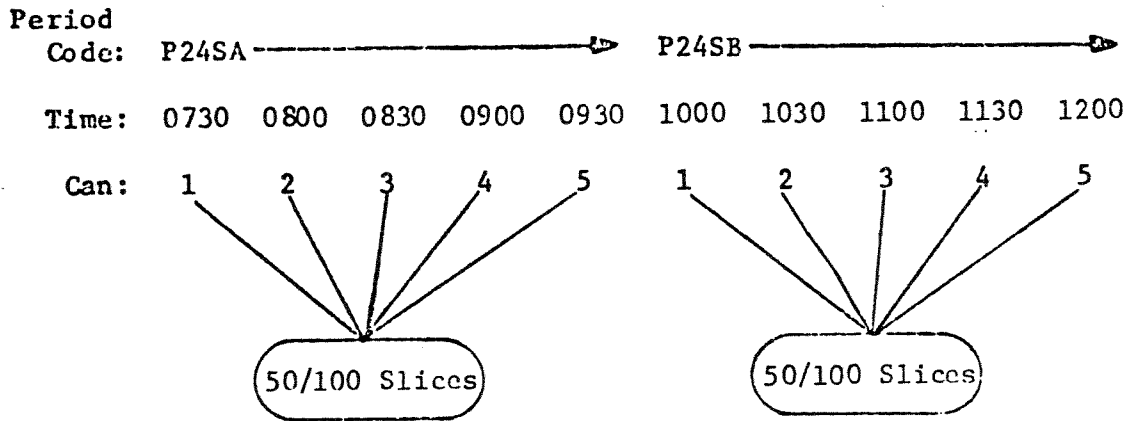 Period
Code: P24SA P24SB
Time: 0730 0800 0830 0900 0930 1000 1030 1100 1130 1200
Can: 1 2 3 4 5 1 2 3 4 5
50/100 Slices 50/100 Slices